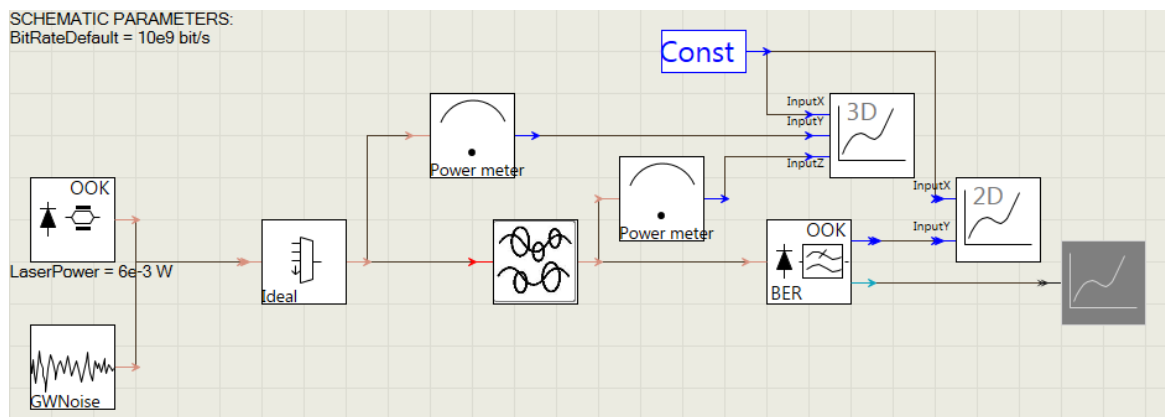 SCHEMATIC PARAMETERS:
BitRateDefault = 10e9 bit/s
Const
InputX
InputY
InputZ
3D
Power meter
Power meter
InputX
InputY
2D
OOK
LaserPower = 6e-3 W
Ideal
OOK
BER
GWNoise